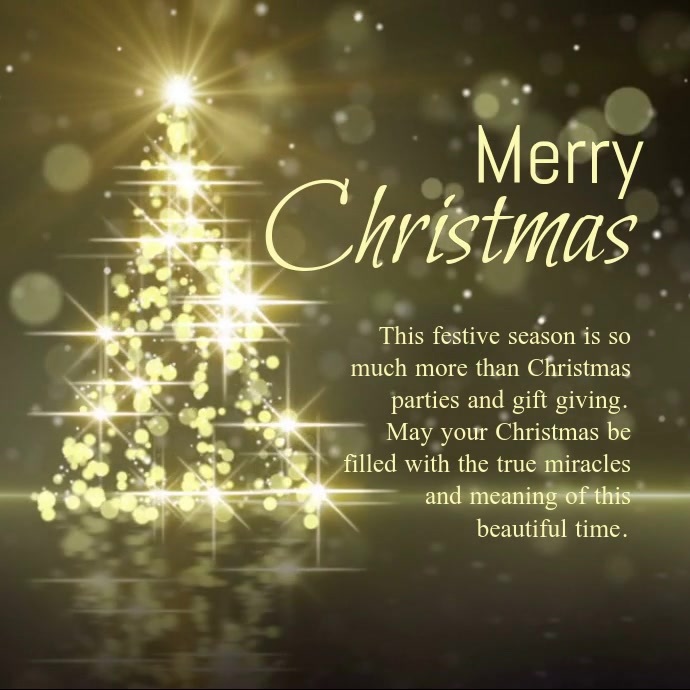 Merry
Christmas
This festive season is so
much more than Christmas
parties and gift giving.
May your Christmas be
filled with the true miracles
and meaning of this
beautiful time.